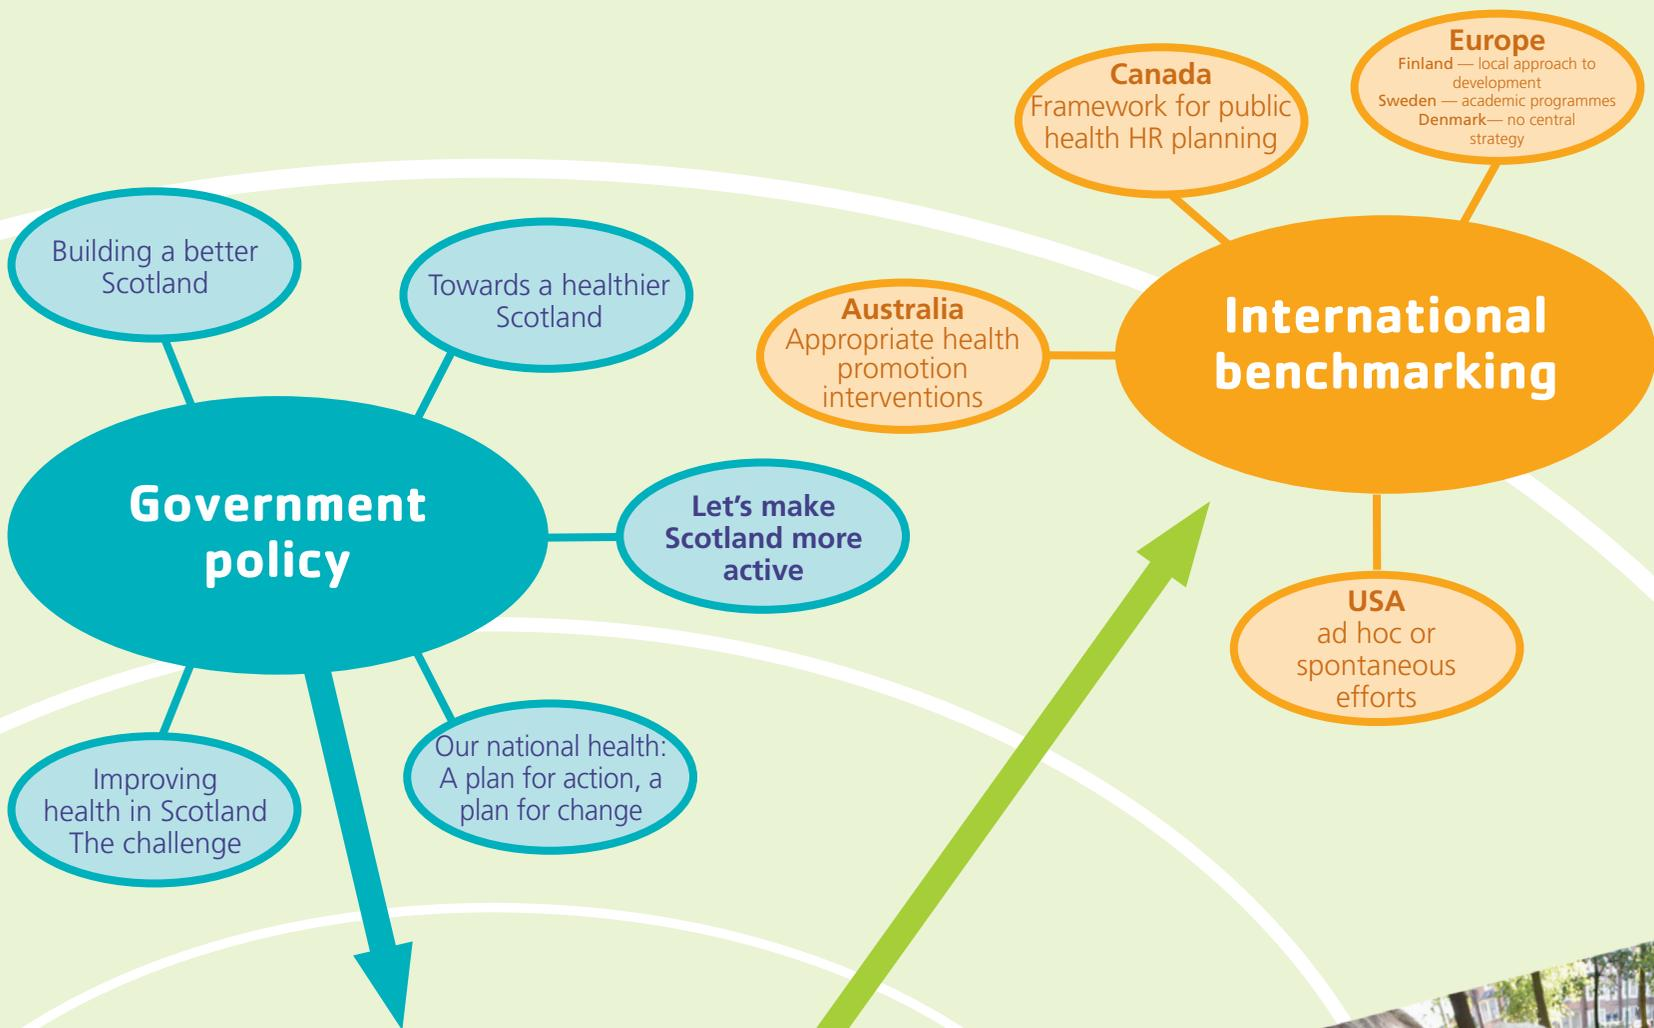 Canada
Framework for public
health HR planning
Europe
Finland — local approach to
development
Sweden — academic programmes
Denmark— no central
strategy
Building a better
Scotland
Towards a healthier
Scotland
Australia
Appropriate health
promotion
interventions
International
benchmarking
Government
policy
Let’s make
Scotland more
active
USA
ad hoc or
spontaneous
efforts
Improving
health in Scotland
The challenge
Our national health:
A plan for action, a
plan for change